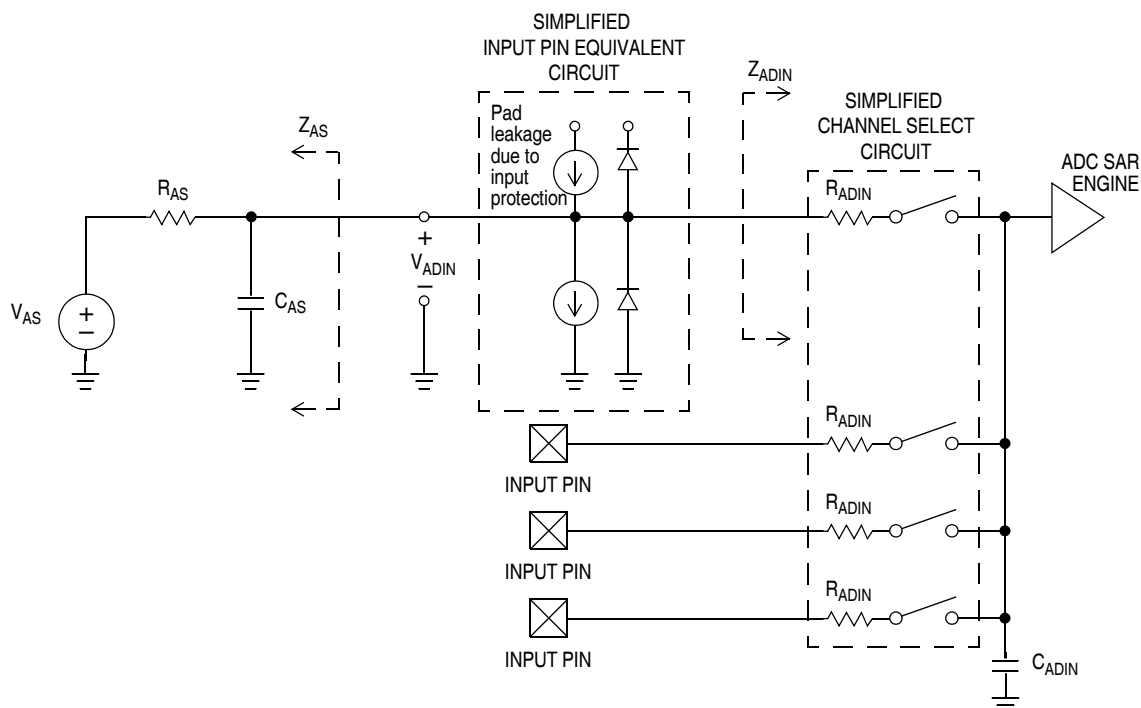 SIMPLIFIED
INPUT PIN EQUIVALENT
CIRCUIT
Z_ADIN
SIMPLIFIED
CHANNEL SELECT
CIRCUIT
Pad
leakage
due to
input
protection
Z_AS
ADC SAR
ENGINE
R_AS
R_ADIN
+
V_ADIN
–
V_AS
+
–
C_AS
R_ADIN
INPUT PIN
R_ADIN
INPUT PIN
R_ADIN
INPUT PIN
C_ADIN